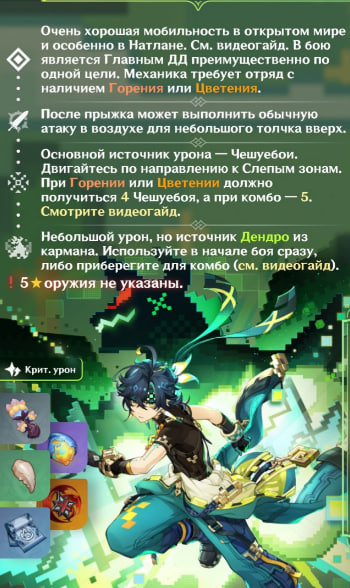 Очень хорошая мобильность в открытом мире
и особенно в Натлане. См. видеогайд. В бою
является Главным ДД преимущественно по
одной цели. Механика требует отряд с
наличием Горения или Цветения.
После прыжка может выполнить обычную
атаку в воздухе для небольшого толчка вверх.
Основной источник урона — Чешуебои.
Двигайтесь по направлению к Слепым зонам.
При Горении или Цветении должно
получиться 4 Чешуебоя, а при комбо — 5.
Смотрите видеогайд.
Небольшой урон, но источник Дендро из
кармана. Используйте в начале боя сразу,
либо приберегите для комбо (см. видеогайд).
! 5★оружия не указаны.
Крит. урон